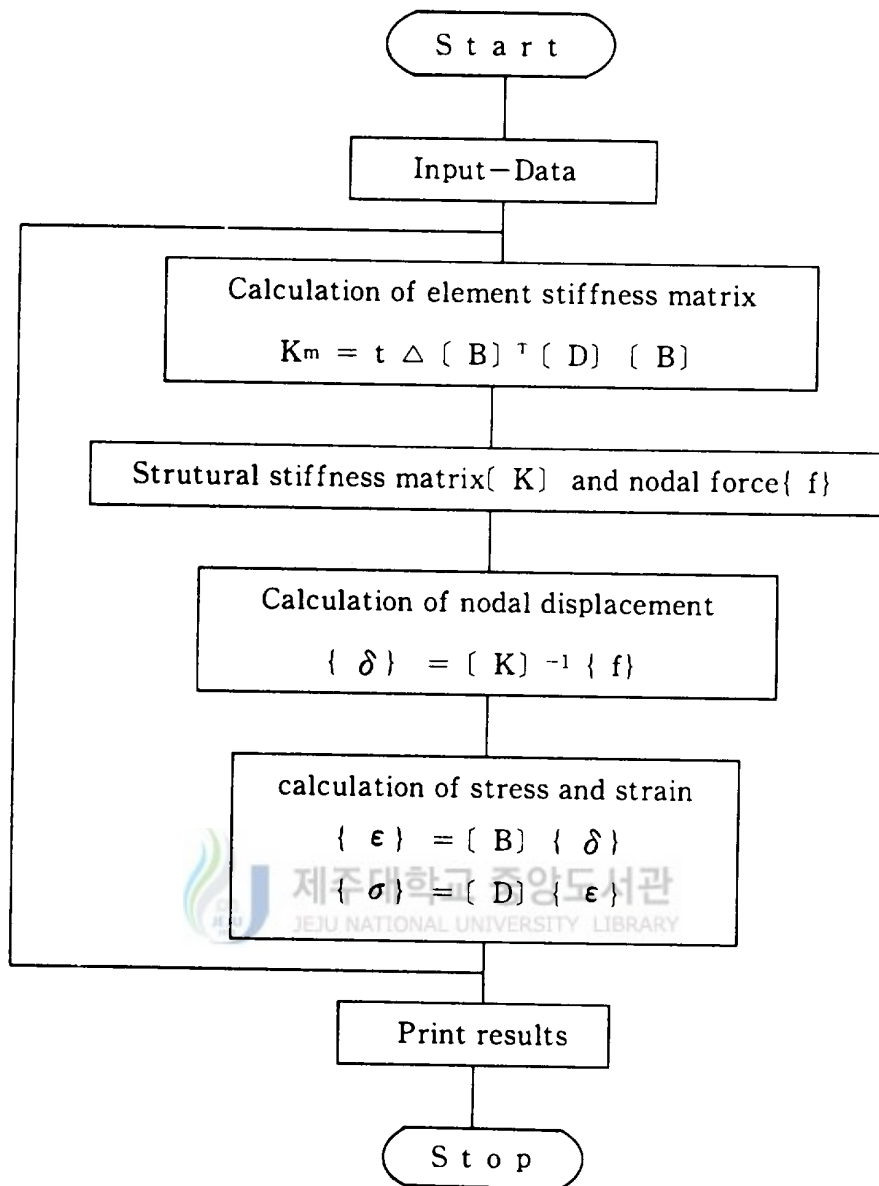 Start
Input-Data
Calculation of element stiffness matrix
Km = t △ [ B] ᵀ [ D] [ B]
Strutural stiffness matrix[ K] and nodal force{ f}
Calculation of nodal displacement
{ δ} = [ K] ⁻¹ { f}
calculation of stress and strain
{ ε} = [ B] { δ}
{ σ} = [ D] { ε}
제주대학교 중앙도서관
JEJU NATIONAL UNIVERSITY LIBRARY
Print results
Stop